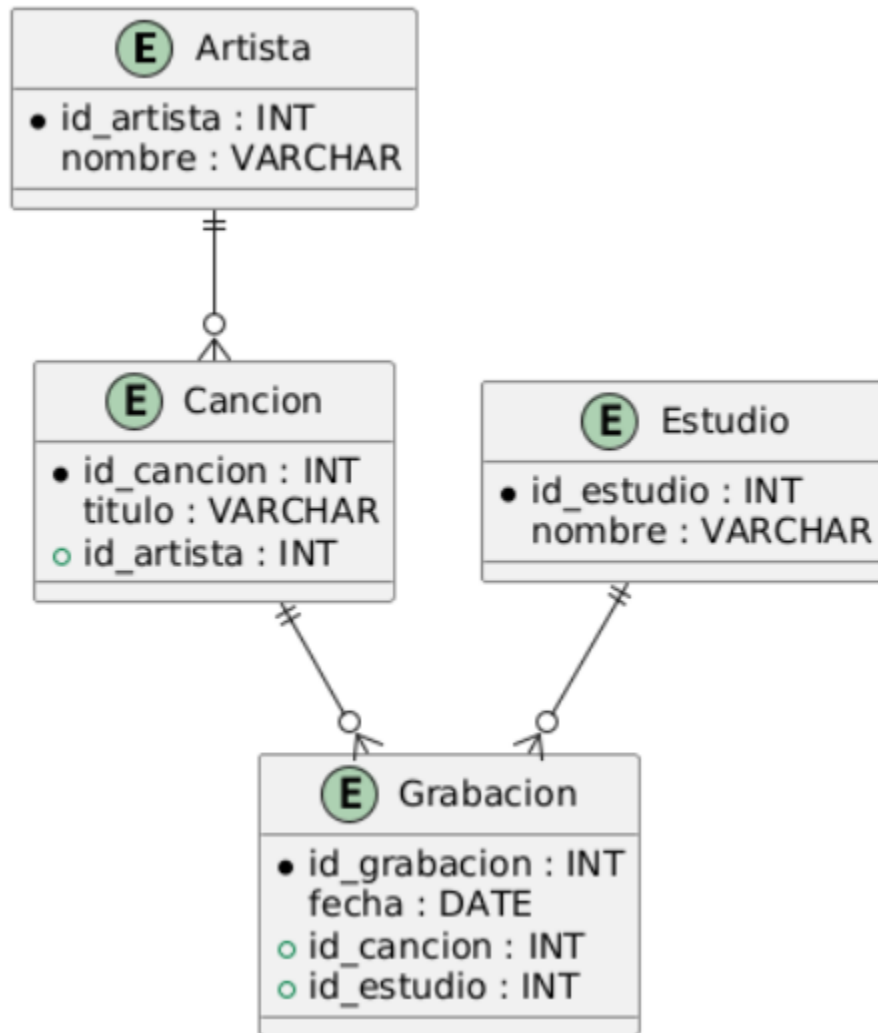 E Artista
id_artista : INT
nombre : VARCHAR
E Cancion
id_cancion : INT
titulo : VARCHAR
id_artista : INT
E Estudio
id_estudio : INT
nombre : VARCHAR
E Grabacion
id_grabacion : INT
fecha : DATE
id_cancion : INT
id_estudio : INT